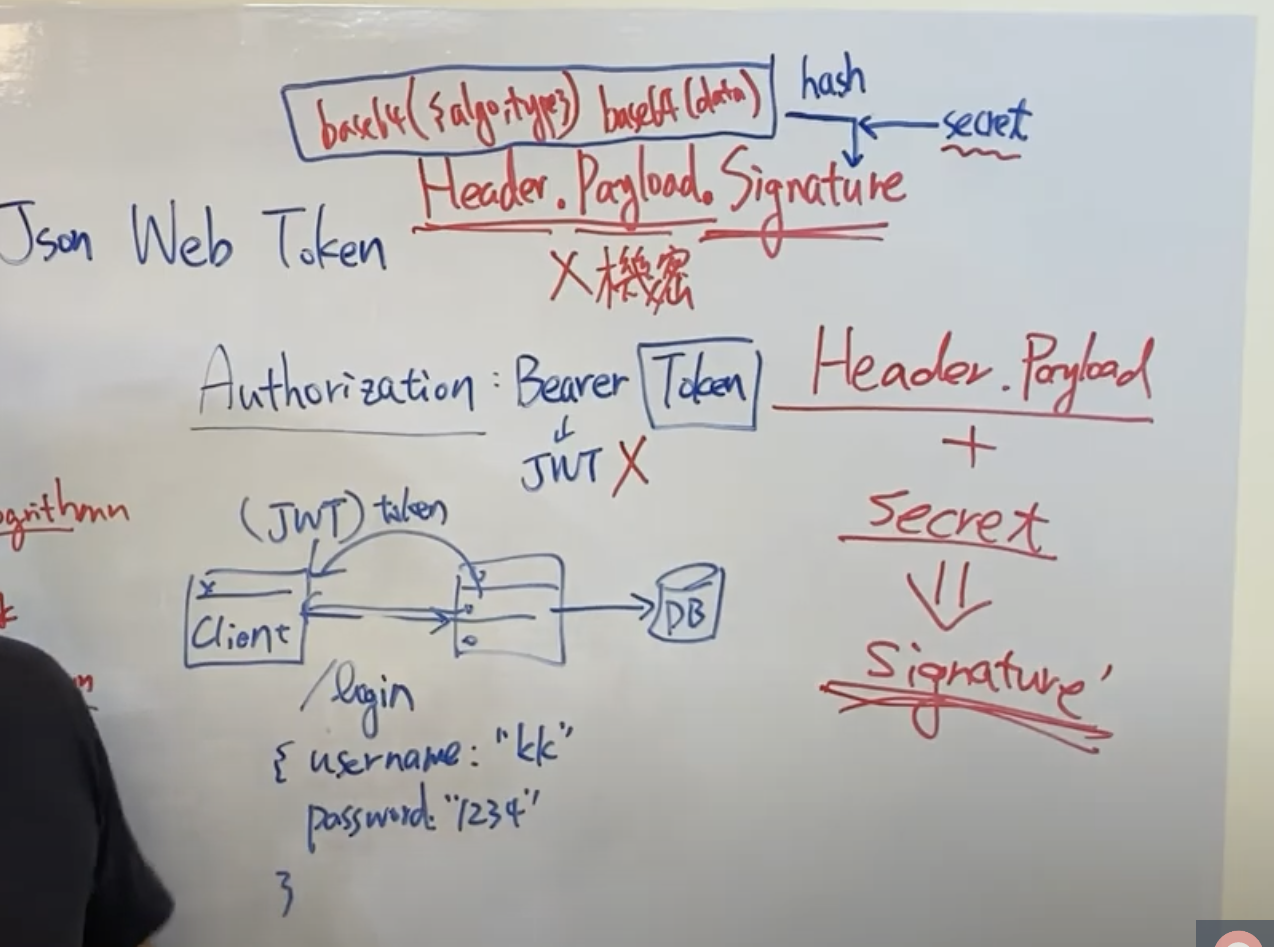 base64({algo,type}) base64(data)
hash
secret
Header.Payload.Signature
Json Web Token
X 機密
Authorization: Bearer Token
JWT X
Header.Payload
+
Secret
Signature'
(JWT) token
Client
DB
/login
{ username: "kk"
password: "1234"
}